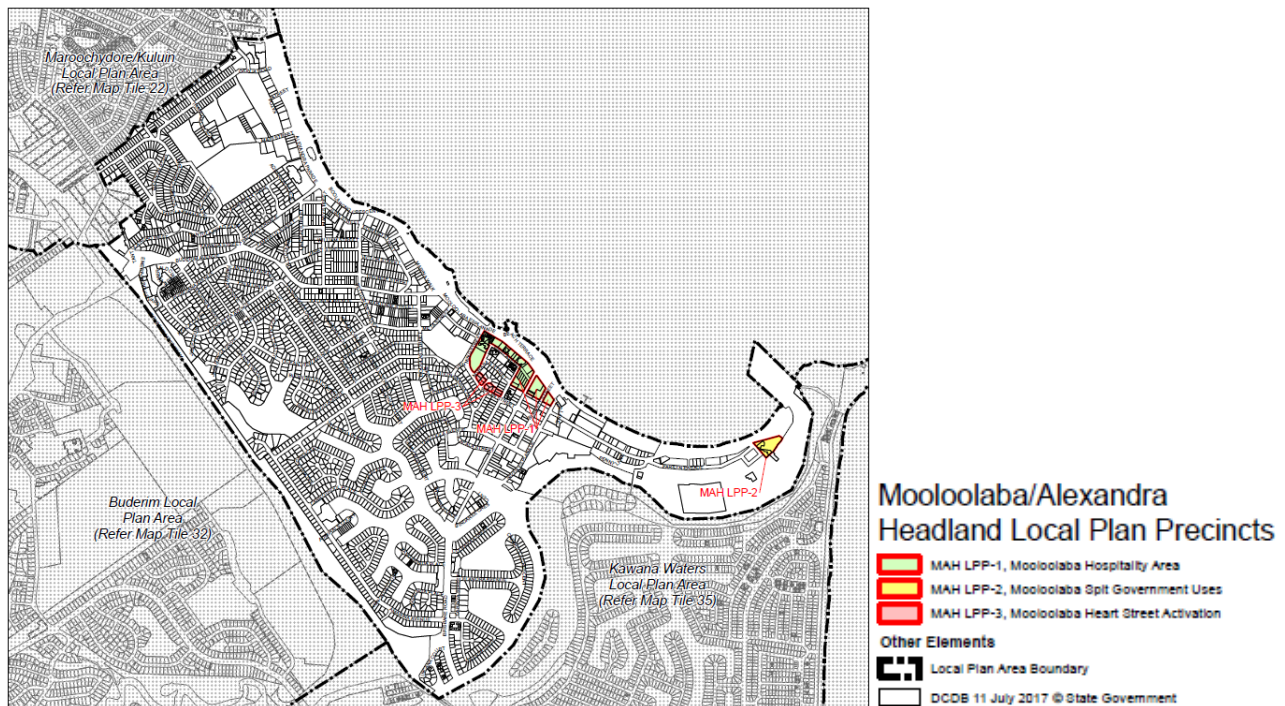 Maroochydore/Kuluin
Local Plan Area
(Refer Map Tile 22)
MAH LPP-3
MAH LPP-1
MAH LPP-2
Buderim Local
Plan Area
(Refer Map Tile 32)
Kawana Waters
Local Plan Area
(Refer Map Tile 35)
Mooloolaba/Alexandra
Headland Local Plan Precincts
MAH LPP-1, Mooloolaba Hospitality Area
MAH LPP-2, Mooloolaba Spit Government Uses
MAH LPP-3, Mooloolaba Heart Street Activation
Other Elements
Local Plan Area Boundary
DCDB 11 July 2017 © State Government